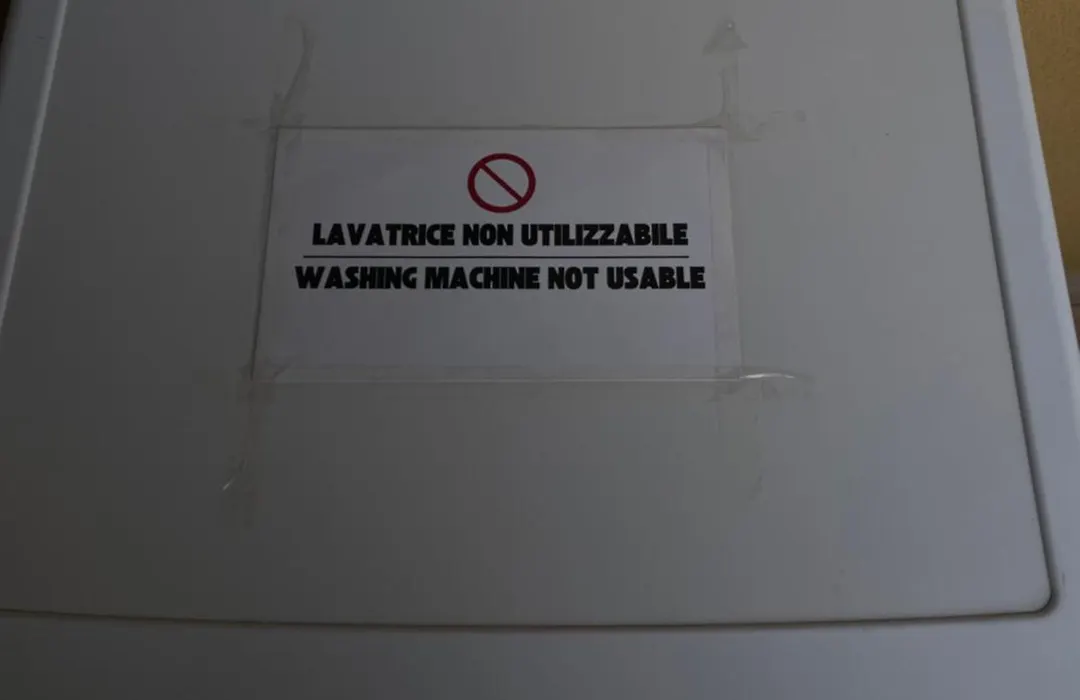 LAVATRICE NON UTILIZZABILE
WASHING MACHINE NOT USABLE